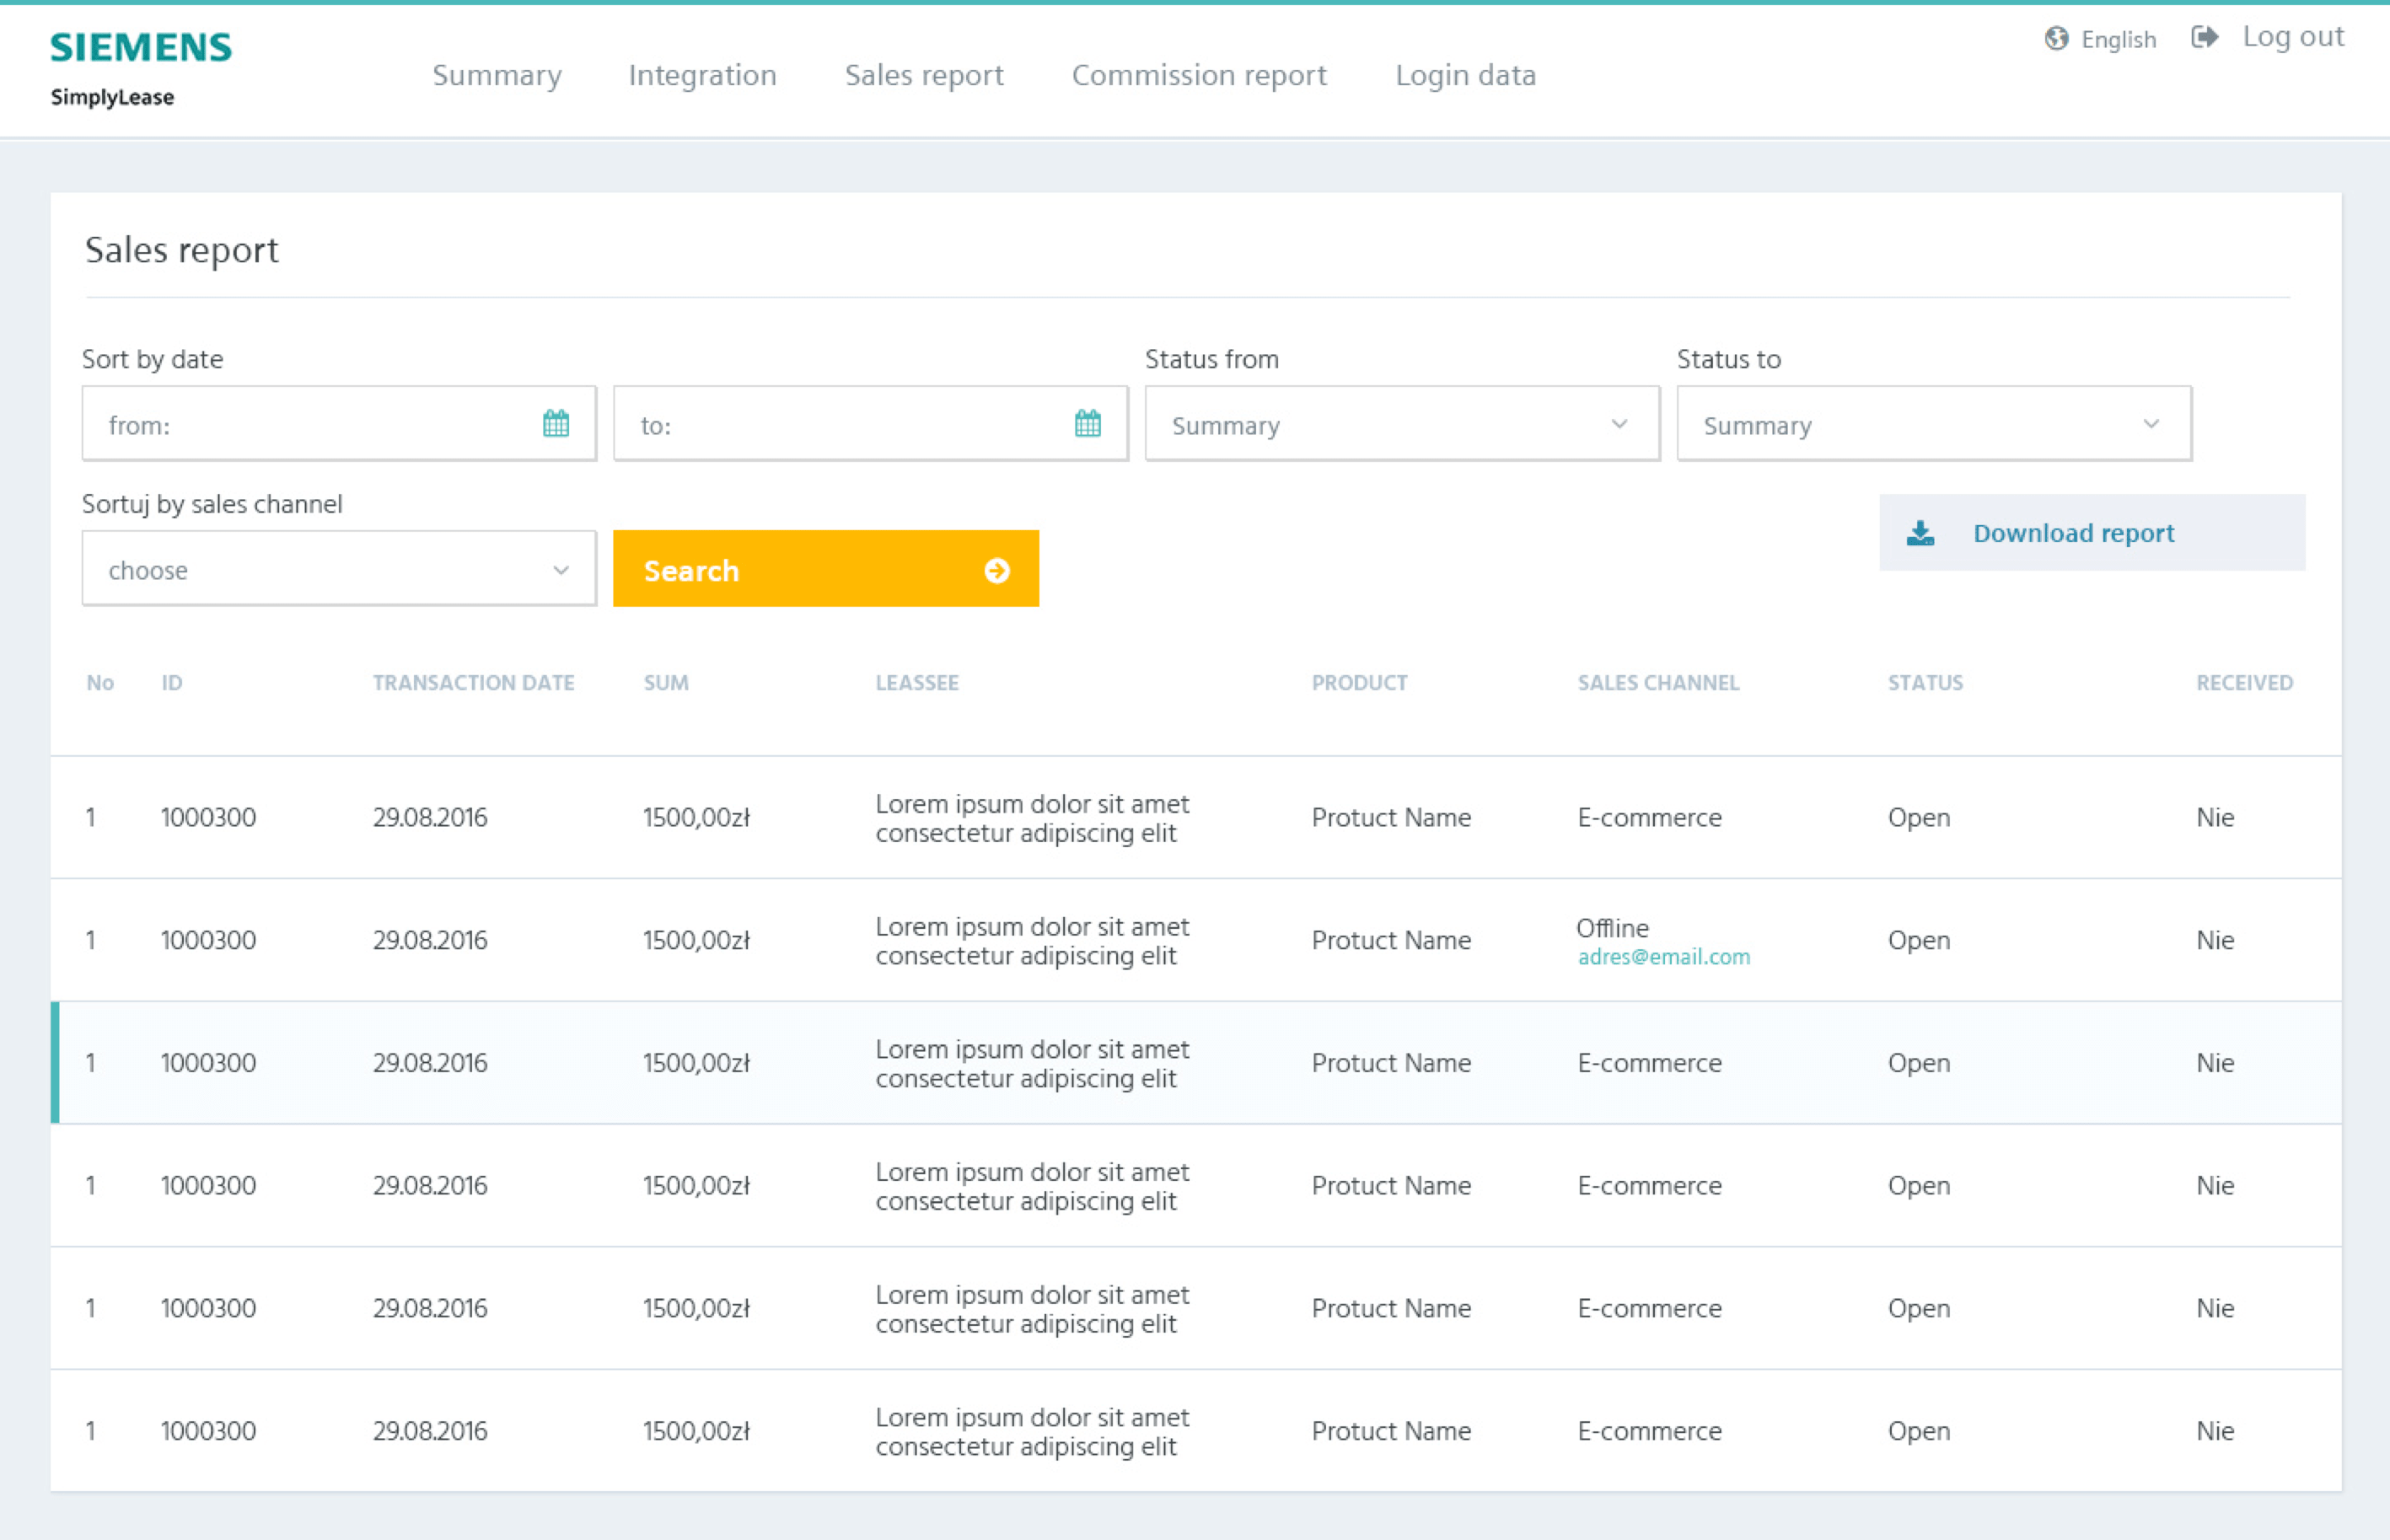 SIEMENS
SimplyLease
Summary Integration Sales report Commission report Login data
English Log out
Sales report
Sort by date Status from Status to
from: to: Summary Summary
Sortuj by sales channel
choose Search Download report
No ID TRANSACTION DATE SUM LEASSEE PRODUCT SALES CHANNEL STATUS RECEIVED
1 1000300 29.08.2016 1500,00zł Lorem ipsum dolor sit amet
consectetur adipiscing elit Protuct Name E-commerce Open Nie
1 1000300 29.08.2016 1500,00zł Lorem ipsum dolor sit amet
consectetur adipiscing elit Protuct Name Offline
adres@email.com Open Nie
1 1000300 29.08.2016 1500,00zł Lorem ipsum dolor sit amet
consectetur adipiscing elit Protuct Name E-commerce Open Nie
1 1000300 29.08.2016 1500,00zł Lorem ipsum dolor sit amet
consectetur adipiscing elit Protuct Name E-commerce Open Nie
1 1000300 29.08.2016 1500,00zł Lorem ipsum dolor sit amet
consectetur adipiscing elit Protuct Name E-commerce Open Nie
1 1000300 29.08.2016 1500,00zł Lorem ipsum dolor sit amet
consectetur adipiscing elit Protuct Name E-commerce Open Nie